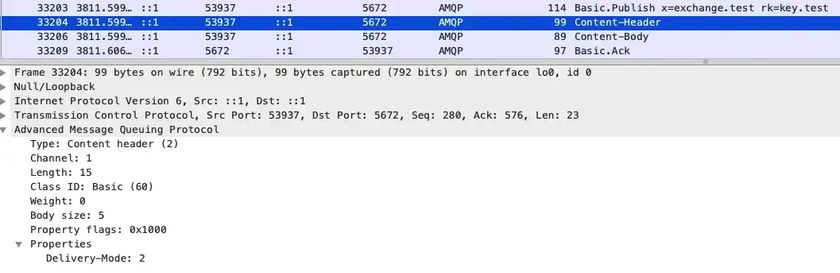 33203 3811.599… ::1 53937 ::1 5672 AMQP 114 Basic.Publish x=exchange.test rk=key.test
33204 3811.599… ::1 53937 ::1 5672 AMQP 99 Content-Header
33206 3811.599… ::1 53937 ::1 5672 AMQP 89 Content-Body
33209 3811.606… ::1 5672 ::1 53937 AMQP 97 Basic.Ack
Frame 33204: 99 bytes on wire (792 bits), 99 bytes captured (792 bits) on interface lo0, id 0
Null/Loopback
Internet Protocol Version 6, Src: ::1, Dst: ::1
Transmission Control Protocol, Src Port: 53937, Dst Port: 5672, Seq: 280, Ack: 576, Len: 23
Advanced Message Queuing Protocol
Type: Content header (2)
Channel: 1
Length: 15
Class ID: Basic (60)
Weight: 0
Body size: 5
Property flags: 0x1000
Properties
Delivery-Mode: 2